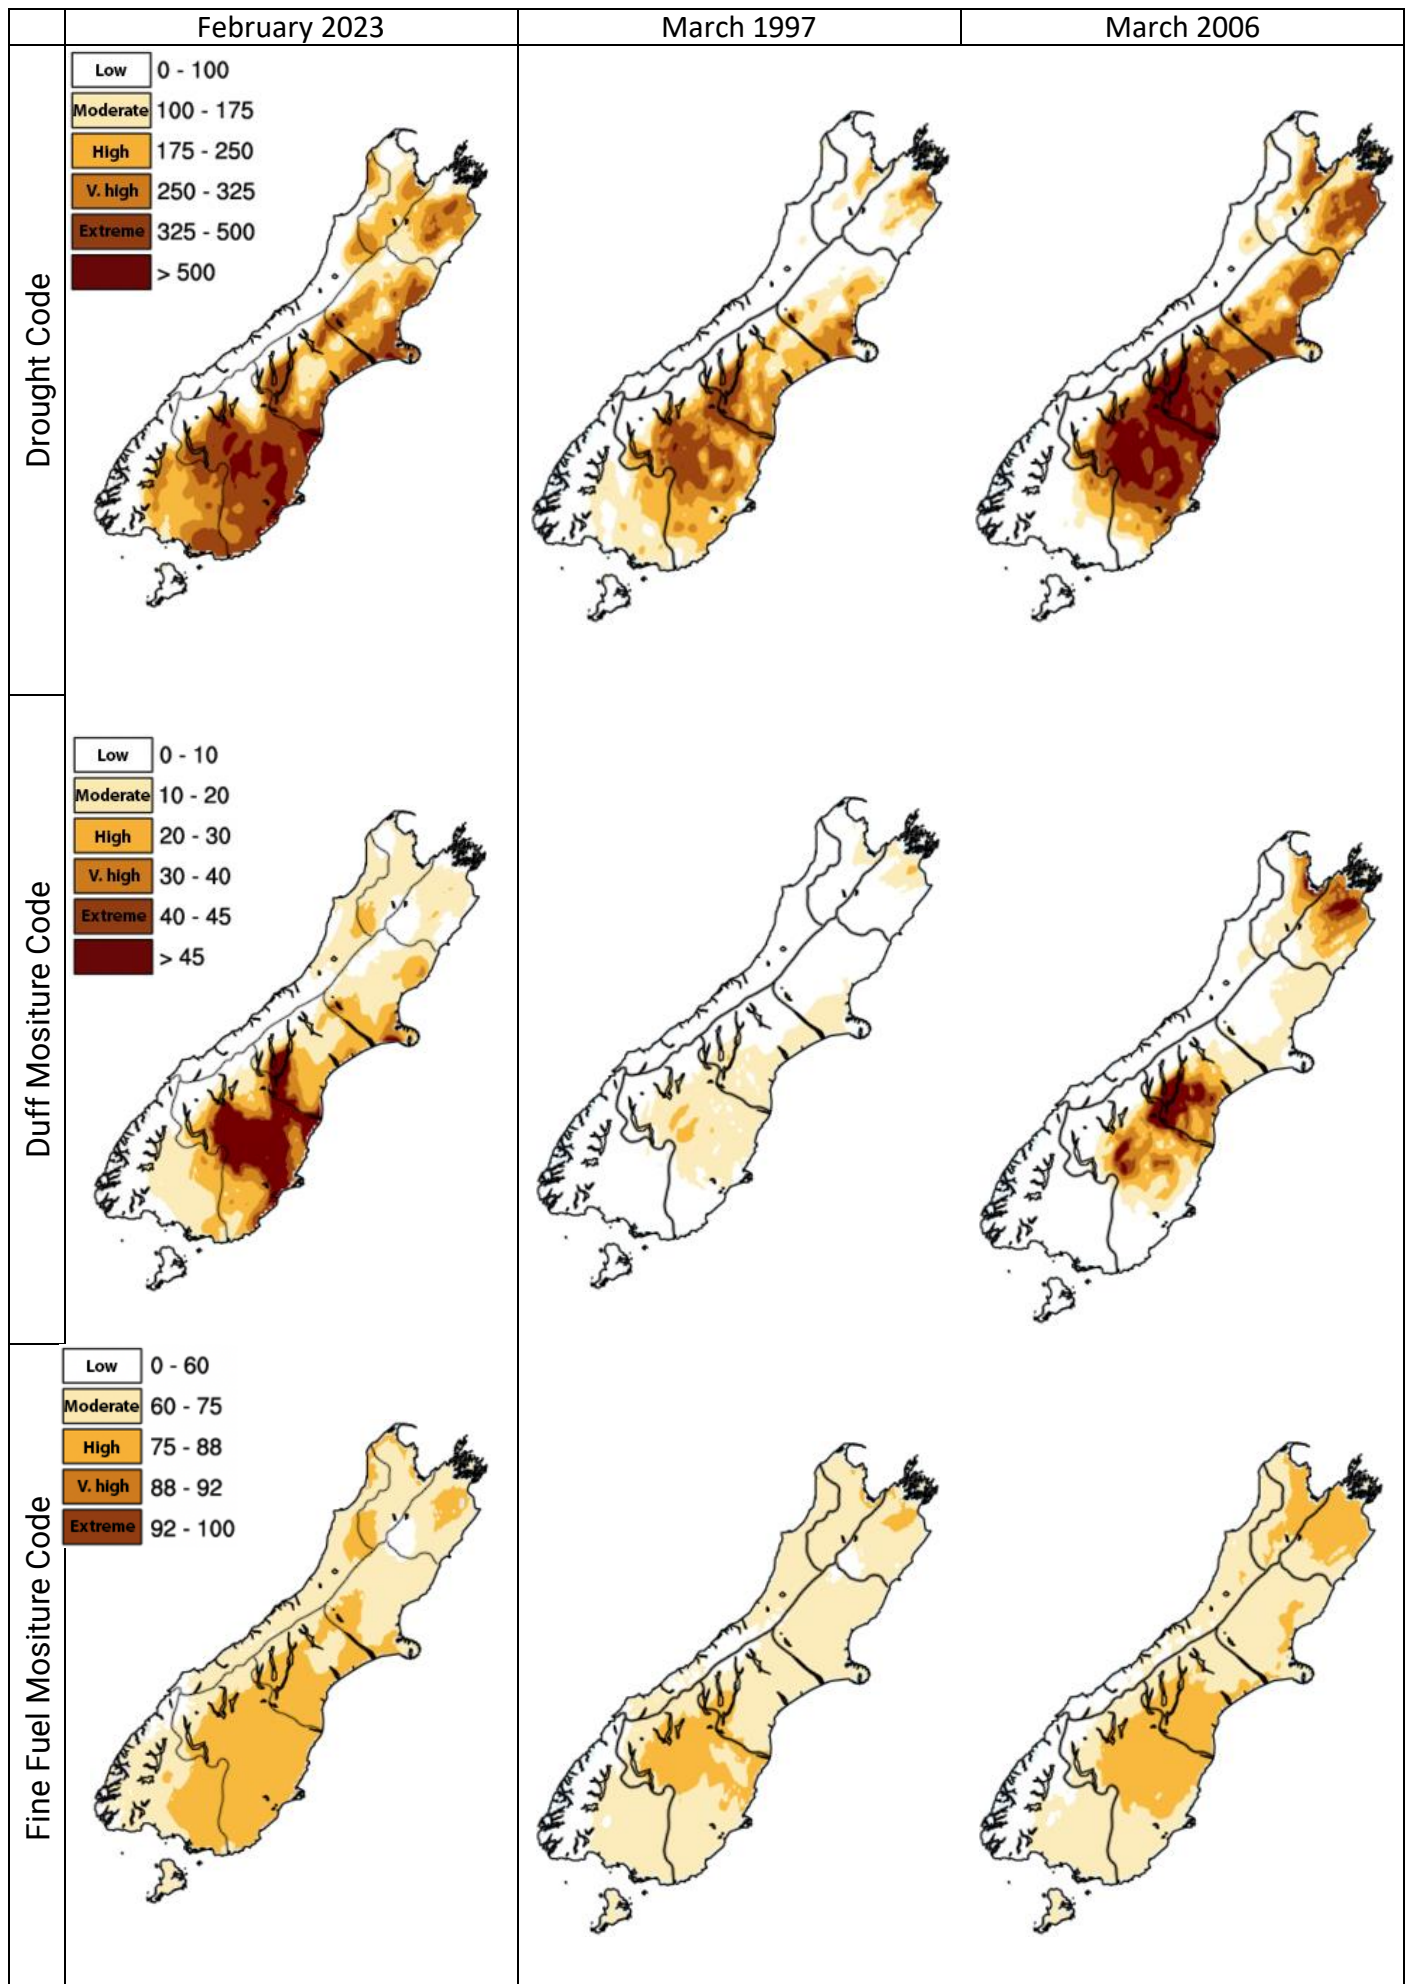 February 2023
March 1997
March 2006
Drought Code
Low 0 - 100
Moderate 100 - 175
High 175 - 250
V. high 250 - 325
Extreme 325 - 500
> 500
Duff Mositure Code
Low 0 - 10
Moderate 10 - 20
High 20 - 30
V. high 30 - 40
Extreme 40 - 45
> 45
Fine Fuel Mositure Code
Low 0 - 60
Moderate 60 - 75
High 75 - 88
V. high 88 - 92
Extreme 92 - 100